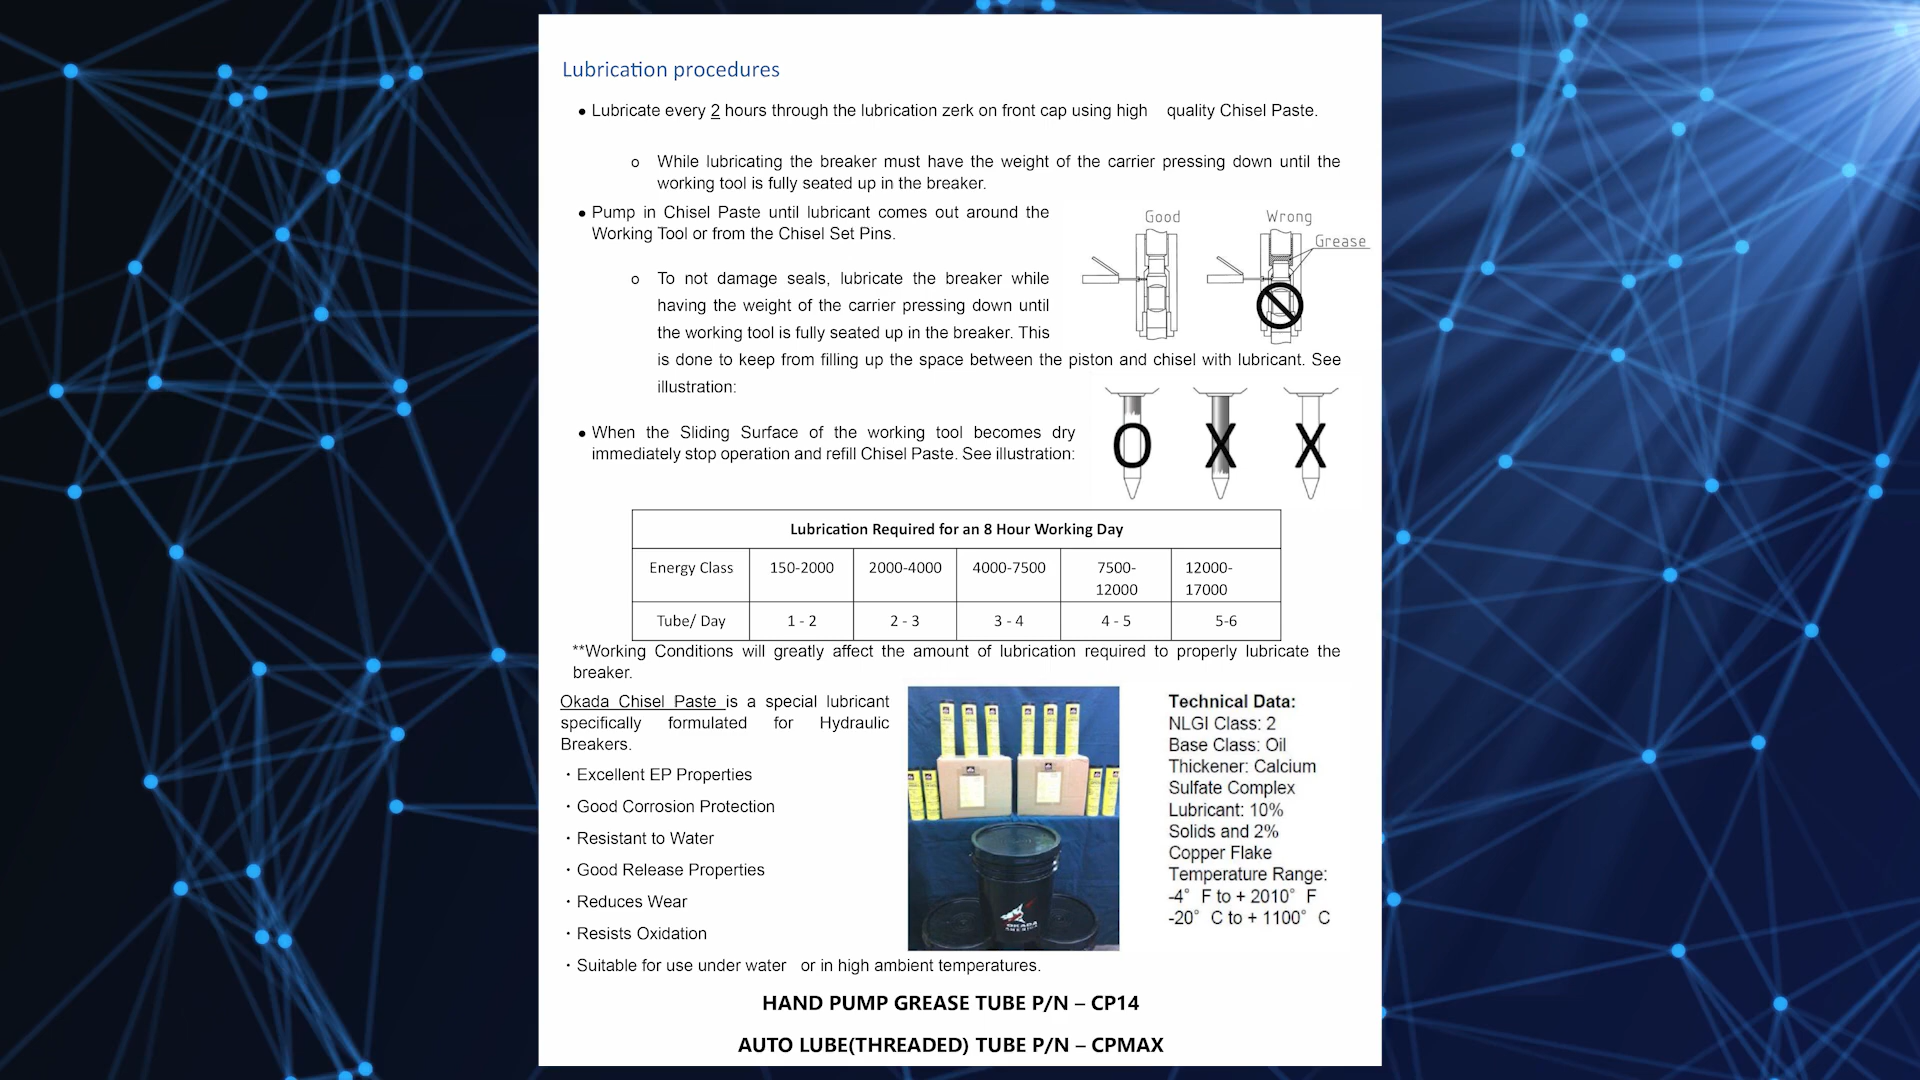 Lubrication procedures
• Lubricate every 2 hours through the lubrication zerk on front cap using high quality Chisel Paste.
o While lubricating the breaker must have the weight of the carrier pressing down until the
working tool is fully seated up in the breaker.
• Pump in Chisel Paste until lubricant comes out around the
Working Tool or from the Chisel Set Pins.
Good
Wrong
Grease
o To not damage seals, lubricate the breaker while
having the weight of the carrier pressing down until
the working tool is fully seated up in the breaker. This
is done to keep from filling up the space between the piston and chisel with lubricant. See
illustration:
• When the Sliding Surface of the working tool becomes dry
immediately stop operation and refill Chisel Paste. See illustration:
O X X
Lubrication Required for an 8 Hour Working Day
Energy Class 150-2000 2000-4000 4000-7500 7500-12000 12000-17000
Tube/ Day 1 - 2 2 - 3 3 - 4 4 - 5 5-6
**Working Conditions will greatly affect the amount of lubrication required to properly lubricate the
breaker.
Okada Chisel Paste is a special lubricant
specifically formulated for Hydraulic
Breakers.
· Excellent EP Properties
· Good Corrosion Protection
· Resistant to Water
· Good Release Properties
· Reduces Wear
· Resists Oxidation
· Suitable for use under water or in high ambient temperatures.
OKADA
AMERICA
Technical Data:
NLGI Class: 2
Base Class: Oil
Thickener: Calcium
Sulfate Complex
Lubricant: 10%
Solids and 2%
Copper Flake
Temperature Range:
-4° F to + 2010° F
-20° C to + 1100° C
HAND PUMP GREASE TUBE P/N – CP14
AUTO LUBE(THREADED) TUBE P/N – CPMAX